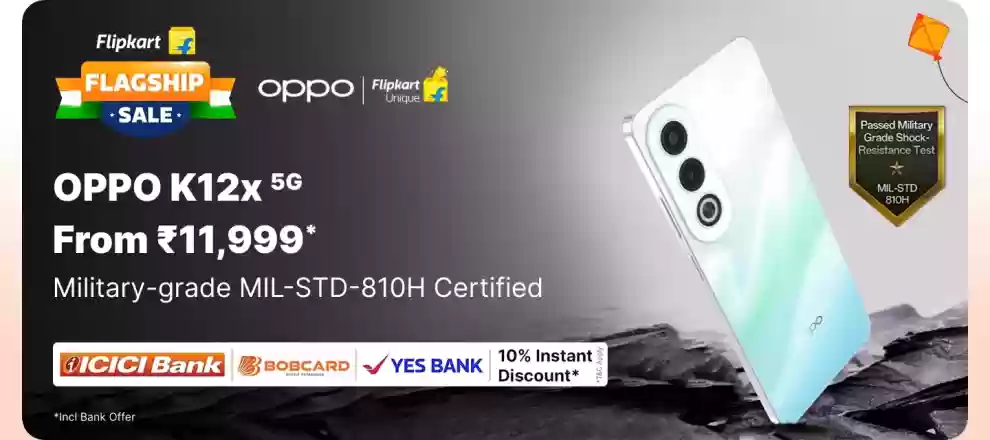 Flipkart
FLAGSHIP
SALE
oppo
Flipkart
Unique
OPPO K12x 5G
From ₹11,999*
Military-grade MIL-STD-810H Certified
Passed Military
Grade Shock-
Resistance Test
MIL-STD
810H
ICICI Bank
BOBCARD
YES BANK
10% Instant
Discount*
*T&C Apply
*Incl Bank Offer